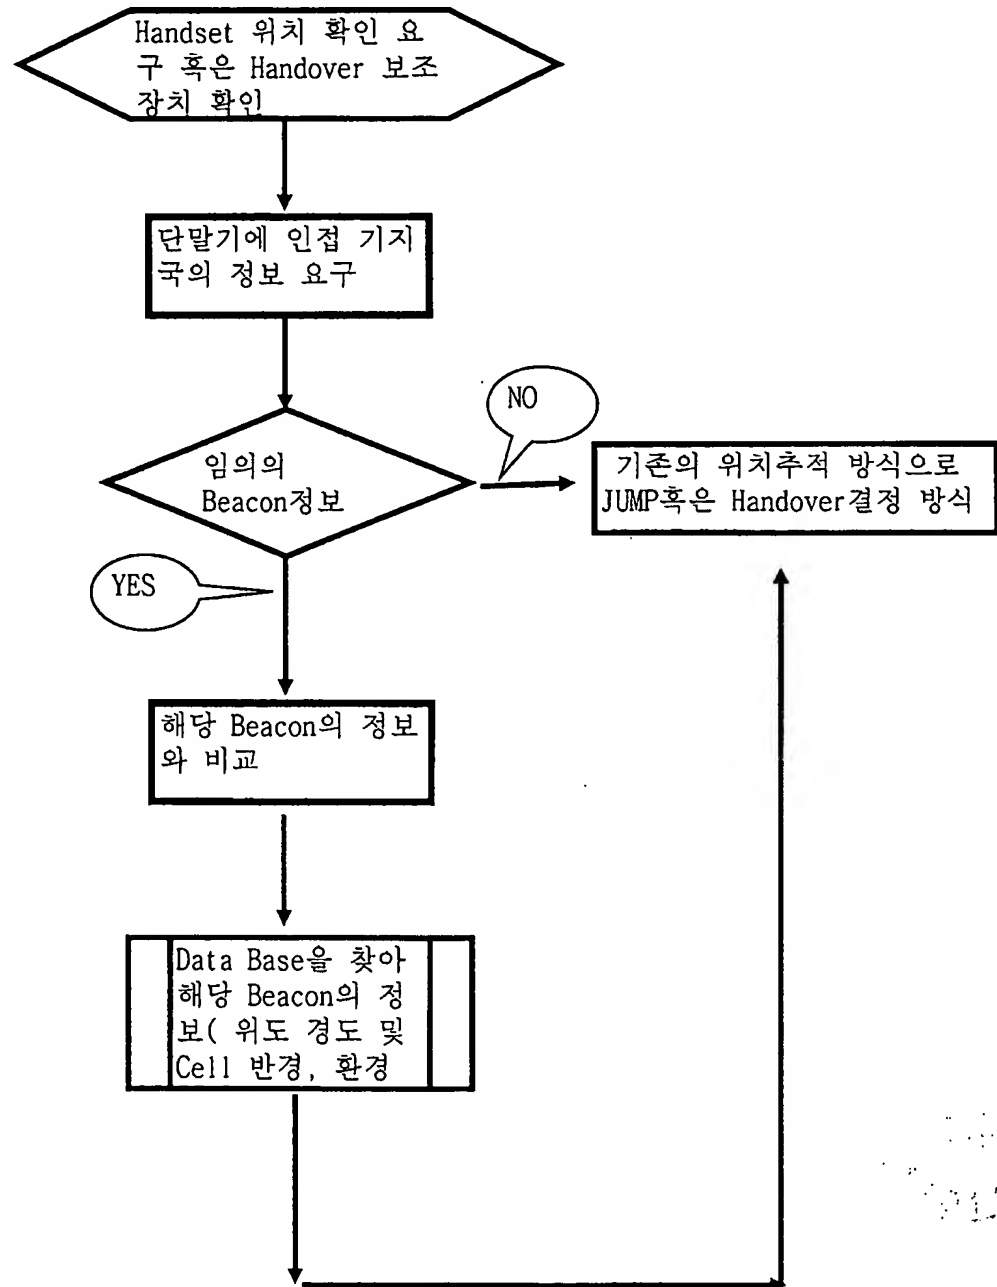 Handset 위치 확인 요
구 혹은 Handover 보조
장치 확인
단말기에 인접 기지
국의 정보 요구
NO
임의의
Beacon정보
기존의 위치추적 방식으로
JUMP혹은 Handover결정 방식
YES
해당 Beacon의 정보
와 비교
Data Base을 찾아
해당 Beacon의 정
보( 위도 경도 및
Cell 반경, 환경